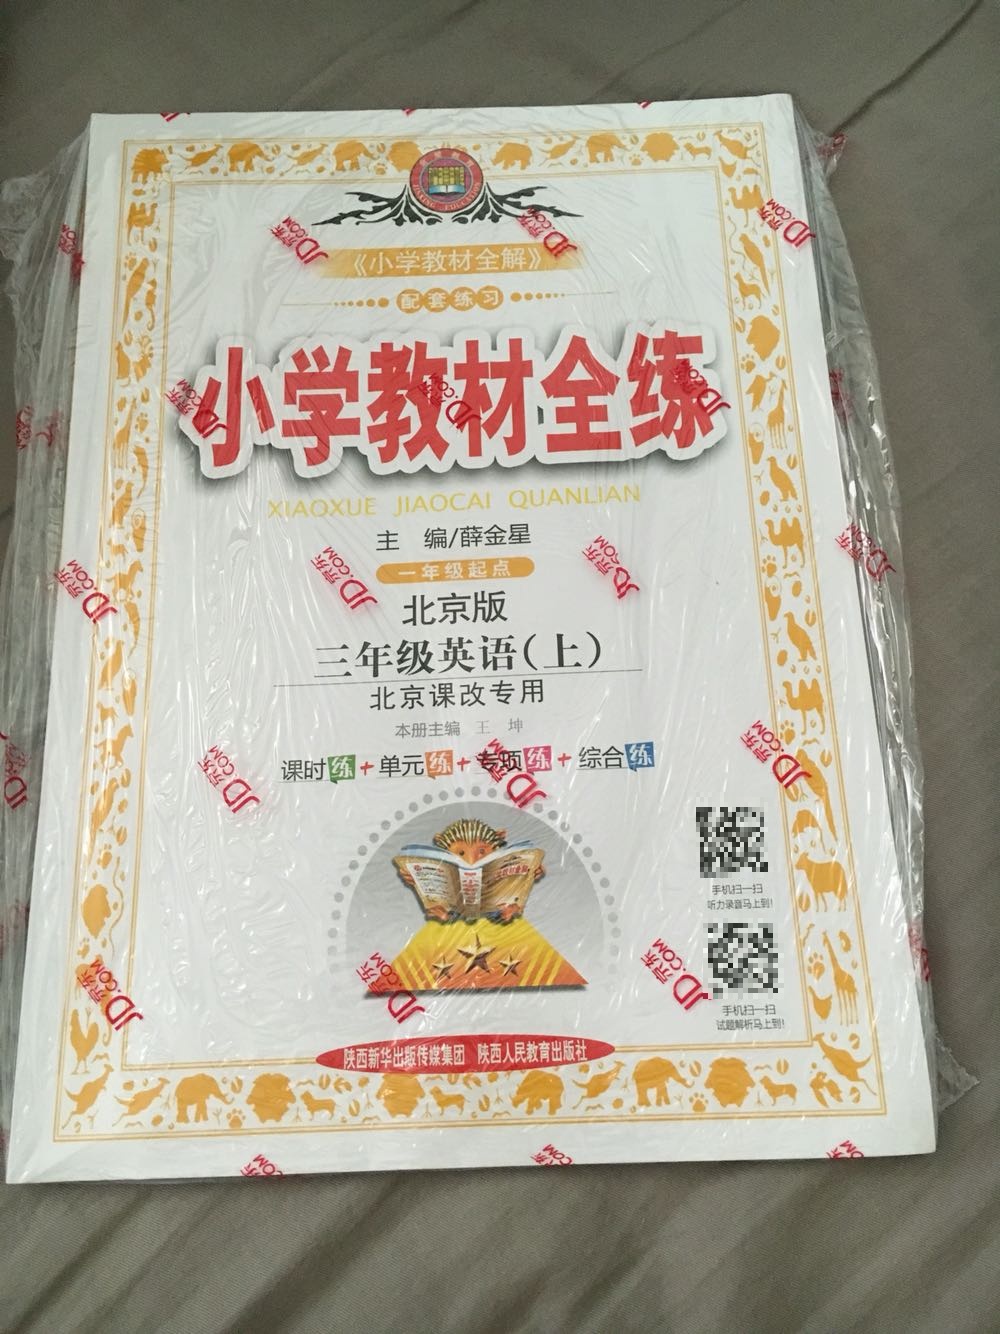 《小学教材全解》
配套练习
小学教材全练
XIAOXUE JIAOCAI QUANLIAN
主 编/薛金星
一年级起点
北京版
三年级英语(上)
北京课改专用
本册主编 王 坤
课时练+单元练+专项练+综合练
手机扫一扫
听力录音马上到!
手机扫一扫
试题解析马上到!
陕西新华出版传媒集团 陕西人民教育出版社
JD.COM 京东